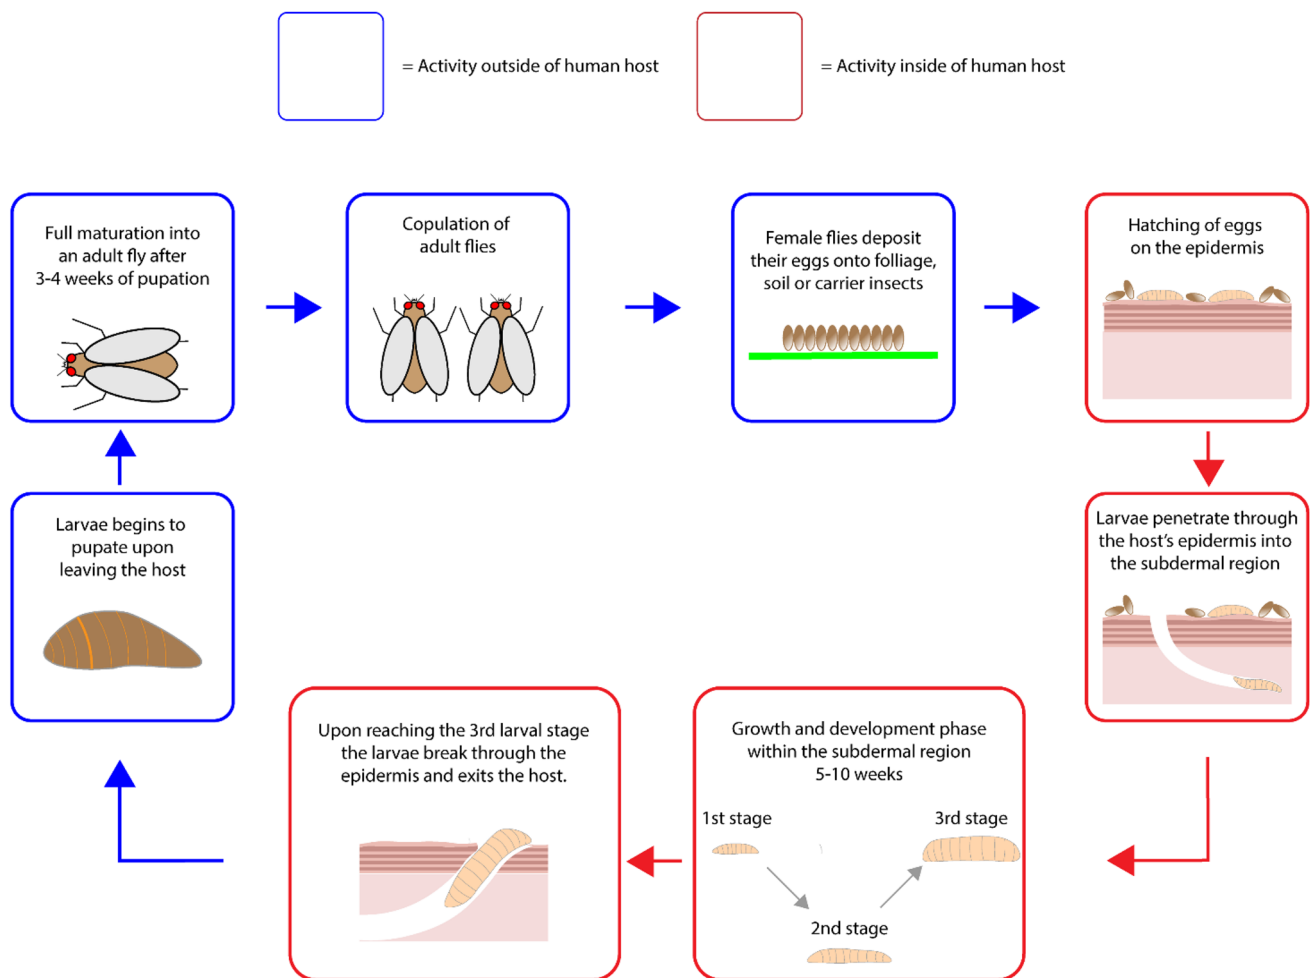 = Activity outside of human host
= Activity inside of human host
Full maturation into
an adult fly after
3-4 weeks of pupation
Copulation of
adult flies
Female flies deposit
their eggs onto folliage,
soil or carrier insects
Hatching of eggs
on the epidermis
Larvae penetrate through
the host's epidermis into
the subdermal region
Growth and development phase
within the subdermal region
5-10 weeks
1st stage
2nd stage
3rd stage
Upon reaching the 3rd larval stage
the larvae break through the
epidermis and exits the host.
Larvae begins to
pupate upon
leaving the host